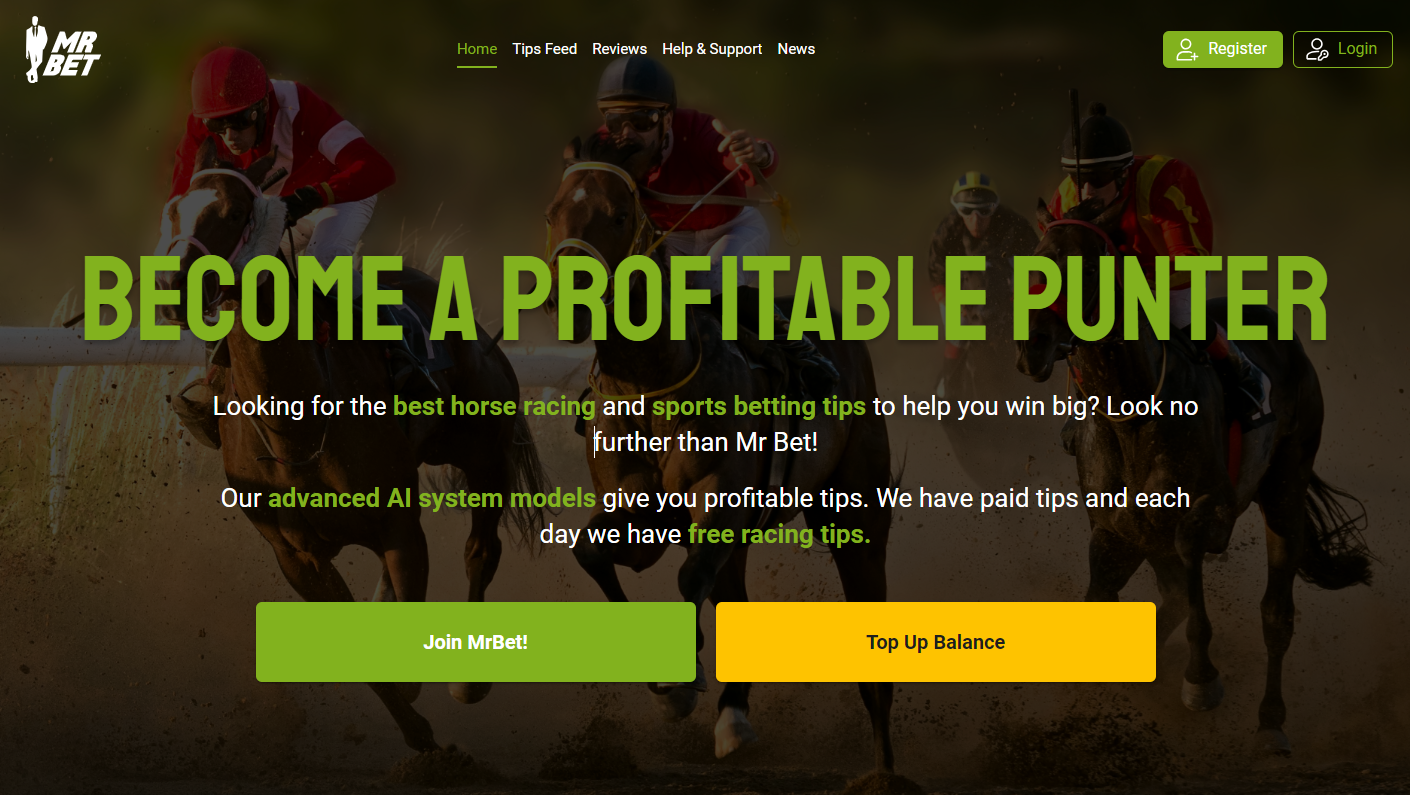 MR
BET
Home Tips Feed Reviews Help & Support News
Register
Login
BECOME A PROFITABLE PUNTER
Looking for the best horse racing and sports betting tips to help you win big? Look no
further than Mr Bet!
Our advanced AI system models give you profitable tips. We have paid tips and each
day we have free racing tips.
Join MrBet!
Top Up Balance